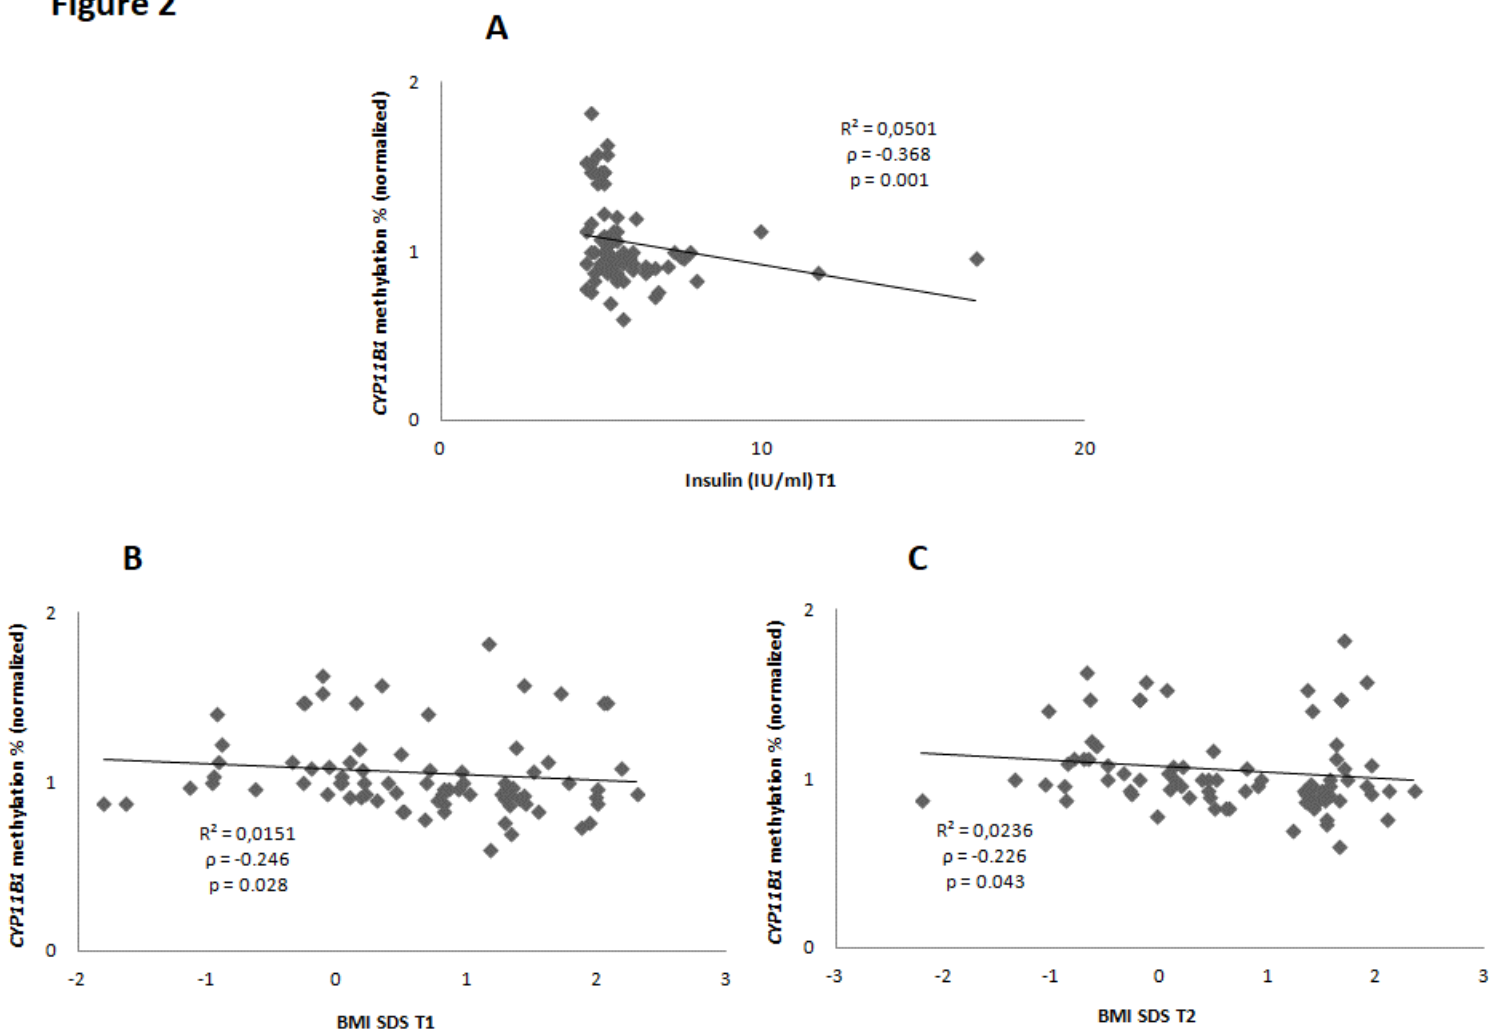 Figure 2
A
CYP11B1 methylation % (normalized)
2
1
0
R² = 0,0501
ρ = -0.368
p = 0.001
0 10 20
Insulin (IU/ml) T1
B
CYP11B1 methylation % (normalized)
2
1
0
R² = 0,0151
ρ = -0.246
p = 0.028
-2 -1 0 1 2 3
BMI SDS T1
C
CYP11B1 methylation % (normalized)
2
1
0
R² = 0,0236
ρ = -0.226
p = 0.043
-3 -2 -1 0 1 2 3
BMI SDS T2